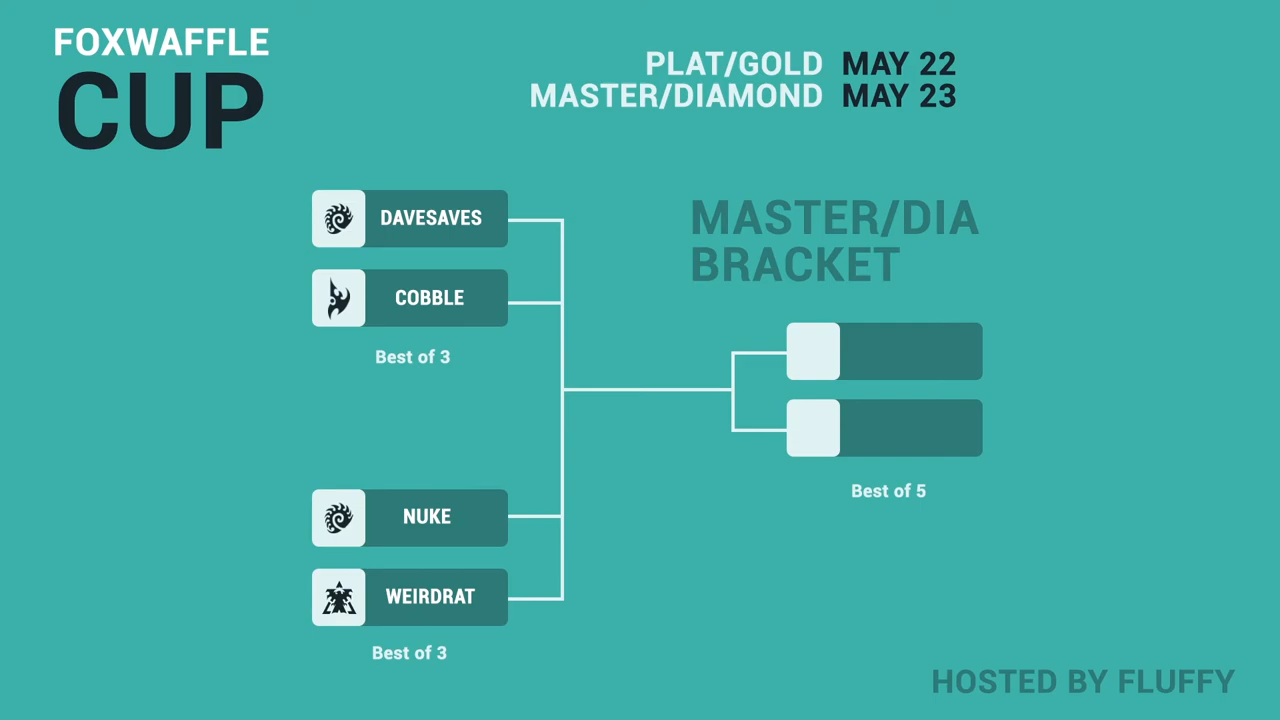 FOXWAFFLE
CUP
PLAT/GOLD MAY 22
MASTER/DIAMOND MAY 23
DAVESAVES
COBBLE
Best of 3
MASTER/DIA
BRACKET
Best of 5
NUKE
WEIRDRAT
Best of 3
HOSTED BY FLUFFY